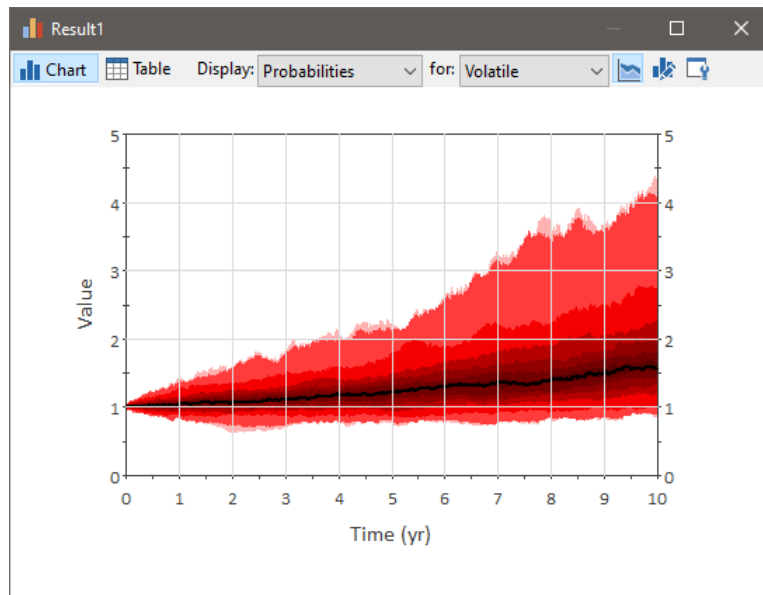 Result1
Chart Table Display: Probabilities for: Volatile
5 5
4 4
3 3
2 2
1 1
0 0
Value
0 1 2 3 4 5 6 7 8 9 10
Time (yr)